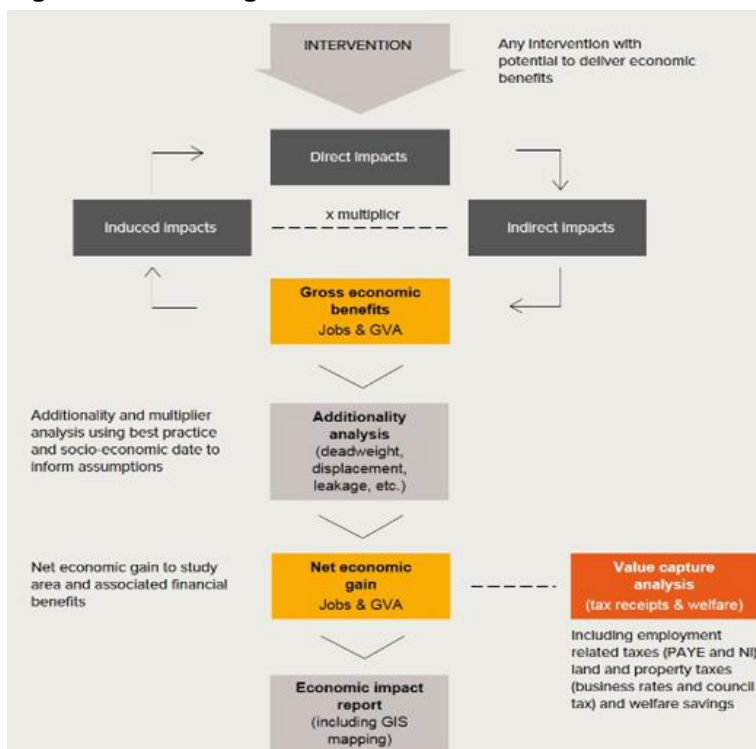 INTERVENTION
Any intervention with
potential to deliver economic
benefits
Direct impacts
x multiplier
Induced impacts
Indirect impacts
Gross economic
benefits
Jobs & GVA
Additionality and multiplier
analysis using best practice
and socio-economic date to
inform assumptions
Additionality
analysis
(deadweight,
displacement,
leakage, etc.)
Net economic gain to study
area and associated financial
benefits
Net economic
gain
Jobs & GVA
Value capture
analysis
(tax receipts & welfare)
Including employment
related taxes (PAYE and NI)
land and property taxes
(business rates and council
tax) and welfare savings
Economic impact
report
(including GIS
mapping)